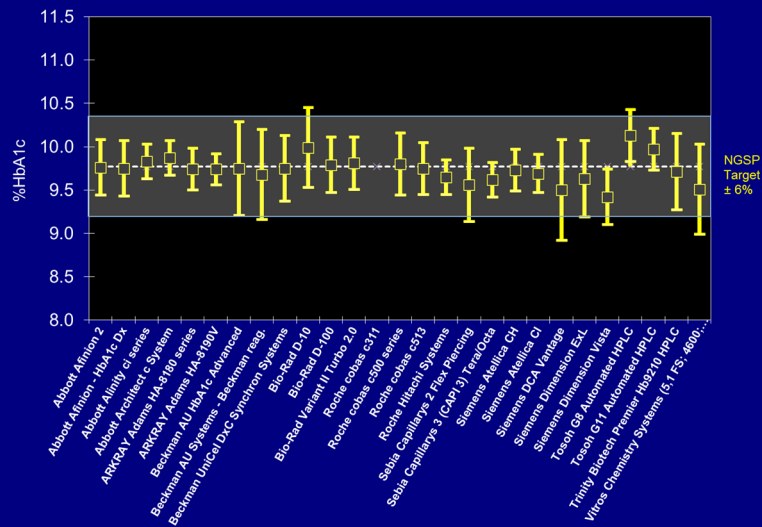 %HbA1c
11.5
11.0
10.5
10.0
9.5
9.0
8.5
8.0
NGSP
Target
± 6%
Abbott Afinion 2
Abbott Afinion - HbA1c Dx
Abbott Alinity ci series
Abbott Architect c System
ARKRAY Adams HA-8180 series
ARKRAY Adams HA-8190V
Beckman AU HbA1c Advanced
Beckman AU Systems - Beckman reag.
Beckman UniCel DxC Synchron Systems
Bio-Rad D-10
Bio-Rad D-100
Bio-Rad Variant II Turbo 2.0
Roche cobas c311
Roche cobas c500 series
Roche cobas c513
Roche Hitachi Systems
Sebia Capillarys 2 Flex Piercing
Sebia Capillarys 3 (CAPI 3) Tera/Octa
Siemens Atellica CH
Siemens Atellica CI
Siemens DCA Vantage
Siemens Dimension ExL
Siemens Dimension Vista
Tosoh G8 Automated HPLC
Tosoh G11 Automated HPLC
Trinity Biotech Premier Hb9210 HPLC
Vitros Chemistry Systems (5,1 FS; 4600;...